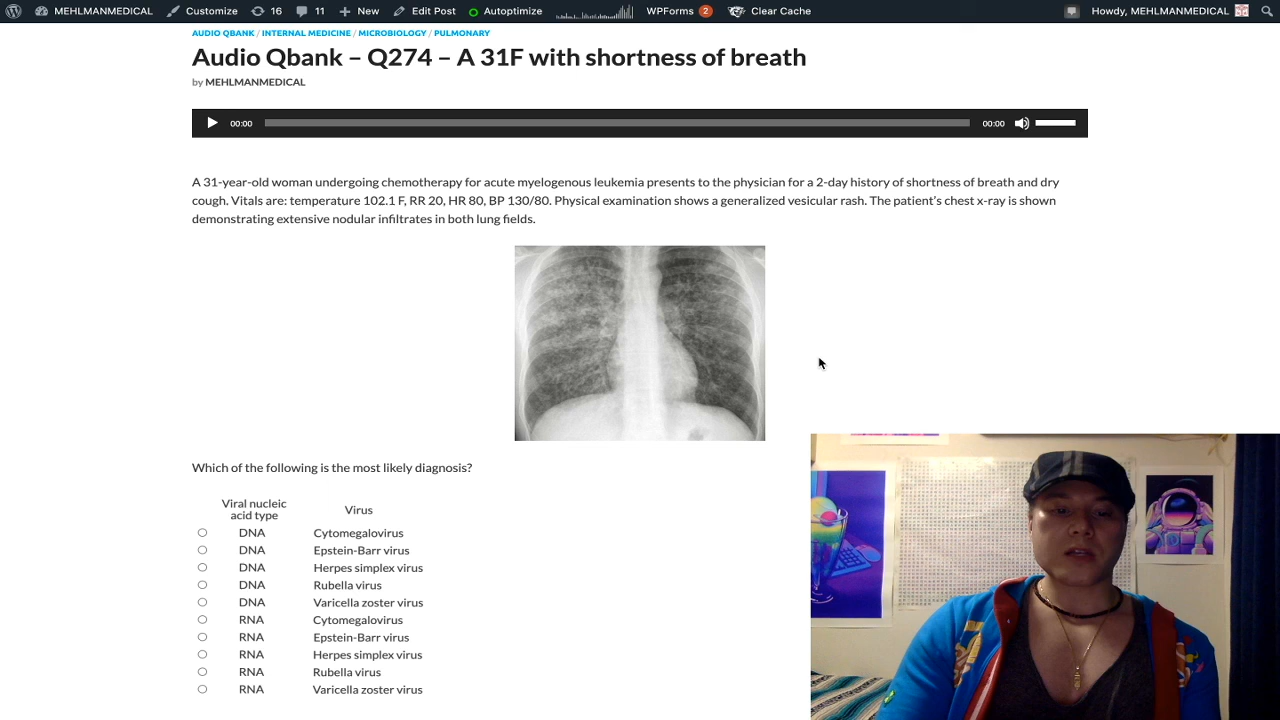 MEHLMANMEDICAL Customize 16 11 New Edit Post Autoptimize WPForms 2 Clear Cache Howdy, MEHLMANMEDICAL
AUDIO QBANK / INTERNAL MEDICINE / MICROBIOLOGY / PULMONARY
Audio Qbank – Q274 – A 31F with shortness of breath
by MEHLMANMEDICAL
00:00 00:00
A 31-year-old woman undergoing chemotherapy for acute myelogenous leukemia presents to the physician for a 2-day history of shortness of breath and dry
cough. Vitals are: temperature 102.1 F, RR 20, HR 80, BP 130/80. Physical examination shows a generalized vesicular rash. The patient's chest x-ray is shown
demonstrating extensive nodular infiltrates in both lung fields.
Which of the following is the most likely diagnosis?
Viral nucleic
acid type
Virus
DNA Cytomegalovirus
DNA Epstein-Barr virus
DNA Herpes simplex virus
DNA Rubella virus
DNA Varicella zoster virus
RNA Cytomegalovirus
RNA Epstein-Barr virus
RNA Herpes simplex virus
RNA Rubella virus
RNA Varicella zoster virus